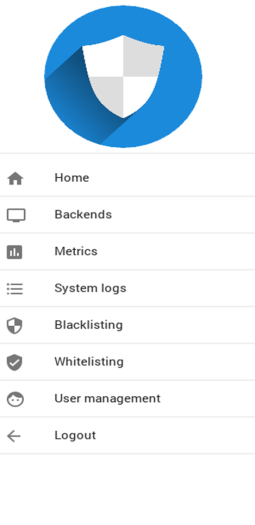 Home
Backends
Metrics
System logs
Blacklisting
Whitelisting
User management
Logout